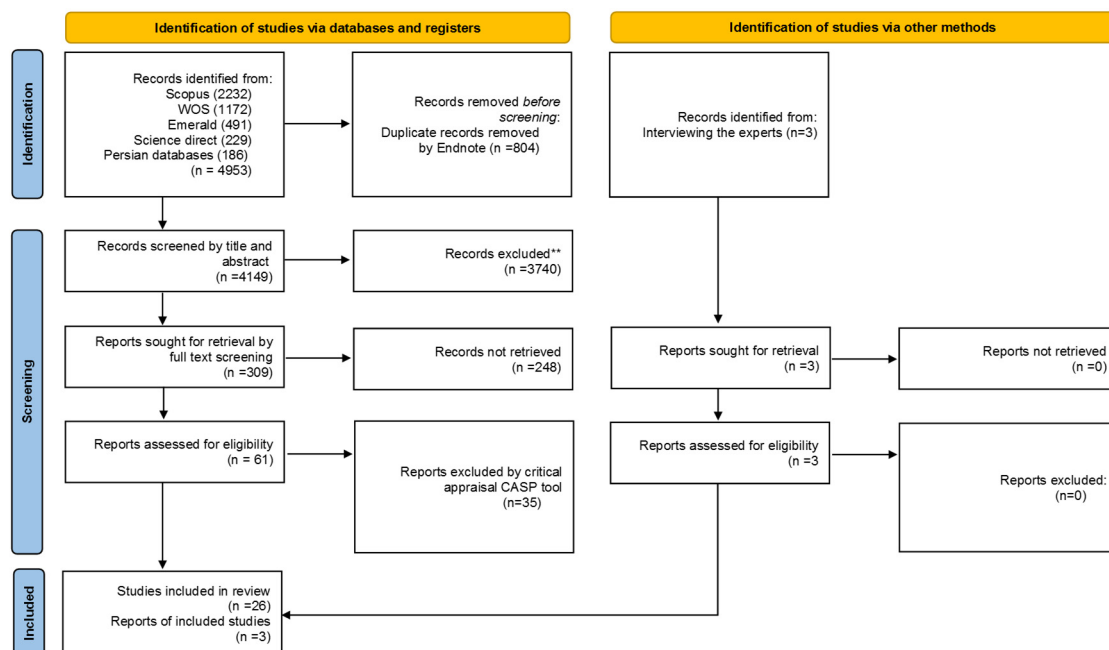 Identification of studies via databases and registers
Identification of studies via other methods
Identification
Records identified from:
Scopus (2232)
WOS (1172)
Emerald (491)
Science direct (229)
Persian databases (186)
(n = 4953)
Records removed before
screening:
Duplicate records removed
by Endnote (n =804)
Records identified from:
Interviewing the experts (n=3)
Screening
Records screened by title and
abstract
(n =4149)
Records excluded**
(n =3740)
Reports sought for retrieval by
full text screening
(n =309)
Records not retrieved
(n =248)
Reports sought for retrieval
(n =3)
Reports not retrieved
(n =0)
Reports assessed for eligibility
(n = 61)
Reports excluded by critical
appraisal CASP tool
(n=35)
Reports assessed for eligibility
(n =3
Reports excluded:
(n=0)
Included
Studies included in review
(n =26)
Reports of included studies
(n =3)